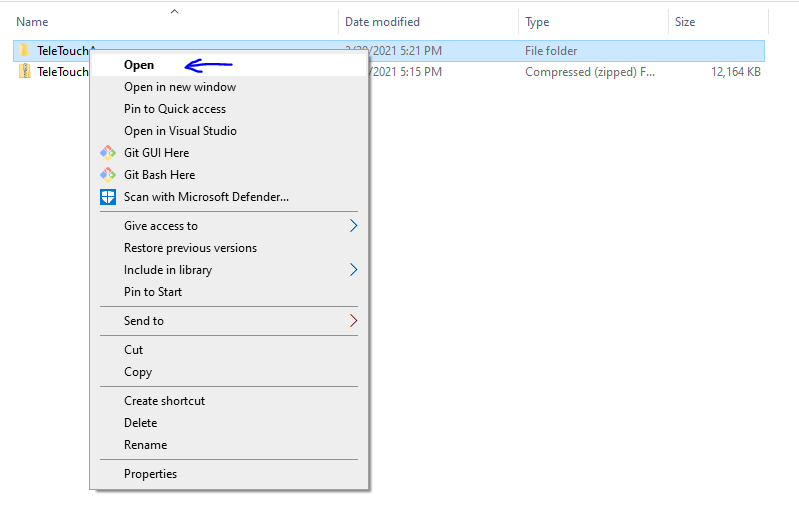 Name Date modified Type Size
TeleTouch 2021 5:21 PM File folder
Open
TeleTouch 2021 5:15 PM Compressed (zipped) F... 12,164 KB
Open in new window
Pin to Quick access
Open in Visual Studio
Git GUI Here
Git Bash Here
Scan with Microsoft Defender...
Give access to
Restore previous versions
Include in library
Pin to Start
Send to
Cut
Copy
Create shortcut
Delete
Rename
Properties